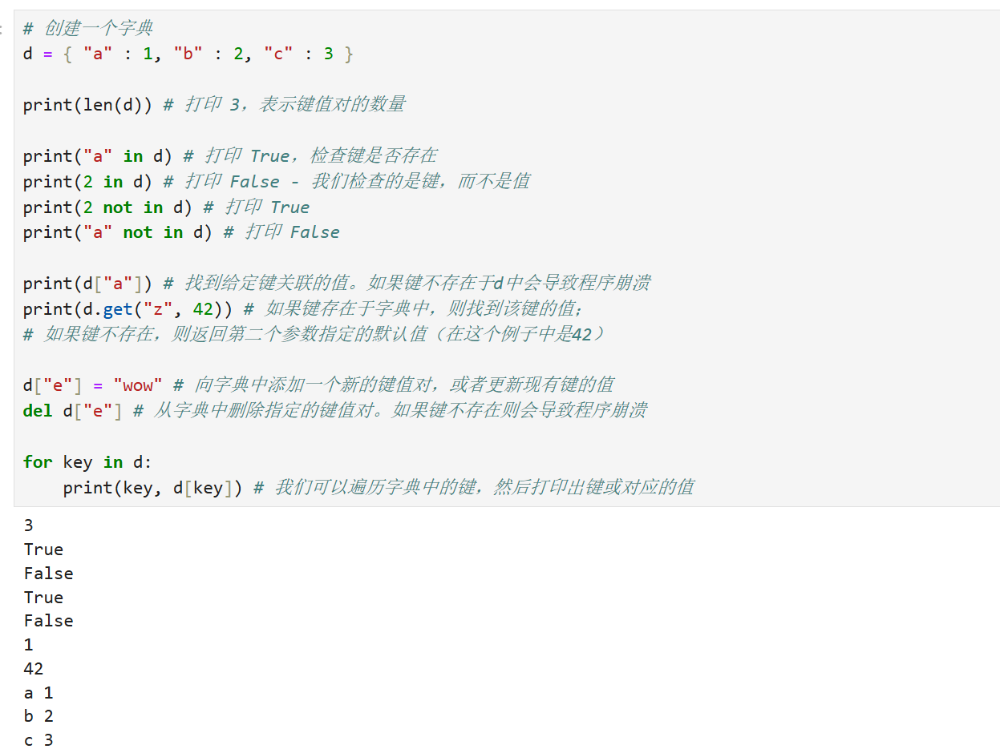 # 创建一个字典
d = { "a" : 1, "b" : 2, "c" : 3 }
print(len(d)) # 打印 3，表示键值对的数量
print("a" in d) # 打印 True，检查键是否存在
print(2 in d) # 打印 False - 我们检查的是键，而不是值
print(2 not in d) # 打印 True
print("a" not in d) # 打印 False
print(d["a"]) # 找到给定键关联的值。如果键不存在于d中会导致程序崩溃
print(d.get("z", 42)) # 如果键存在于字典中，则找到该键的值；
# 如果键不存在，则返回第二个参数指定的默认值（在这个例子中是42）
d["e"] = "wow" # 向字典中添加一个新的键值对，或者更新现有键的值
del d["e"] # 从字典中删除指定的键值对。如果键不存在则会导致程序崩溃
for key in d:
    print(key, d[key]) # 我们可以遍历字典中的键，然后打印出键或对应的值
3
True
False
True
False
1
42
a 1
b 2
c 3